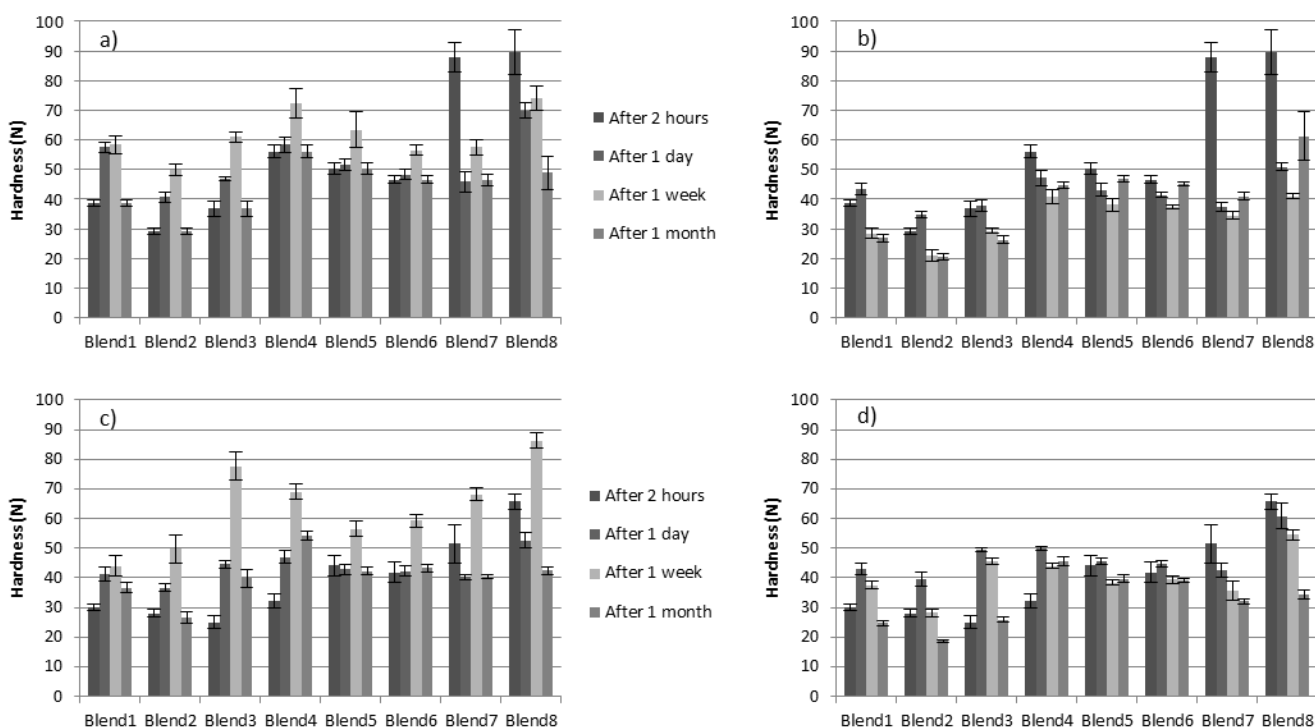 a)
Hardness (N)
100
90
80
70
60
50
40
30
20
10
0
Blend1 Blend2 Blend3 Blend4 Blend5 Blend6 Blend7 Blend8
After 2 hours
After 1 day
After 1 week
After 1 month
b)
Hardness (N)
100
90
80
70
60
50
40
30
20
10
0
Blend1 Blend2 Blend3 Blend4 Blend5 Blend6 Blend7 Blend8
c)
Hardness (N)
100
90
80
70
60
50
40
30
20
10
0
Blend1 Blend2 Blend3 Blend4 Blend5 Blend6 Blend7 Blend8
After 2 hours
After 1 day
After 1 week
After 1 month
d)
Hardness (N)
100
90
80
70
60
50
40
30
20
10
0
Blend1 Blend2 Blend3 Blend4 Blend5 Blend6 Blend7 Blend8